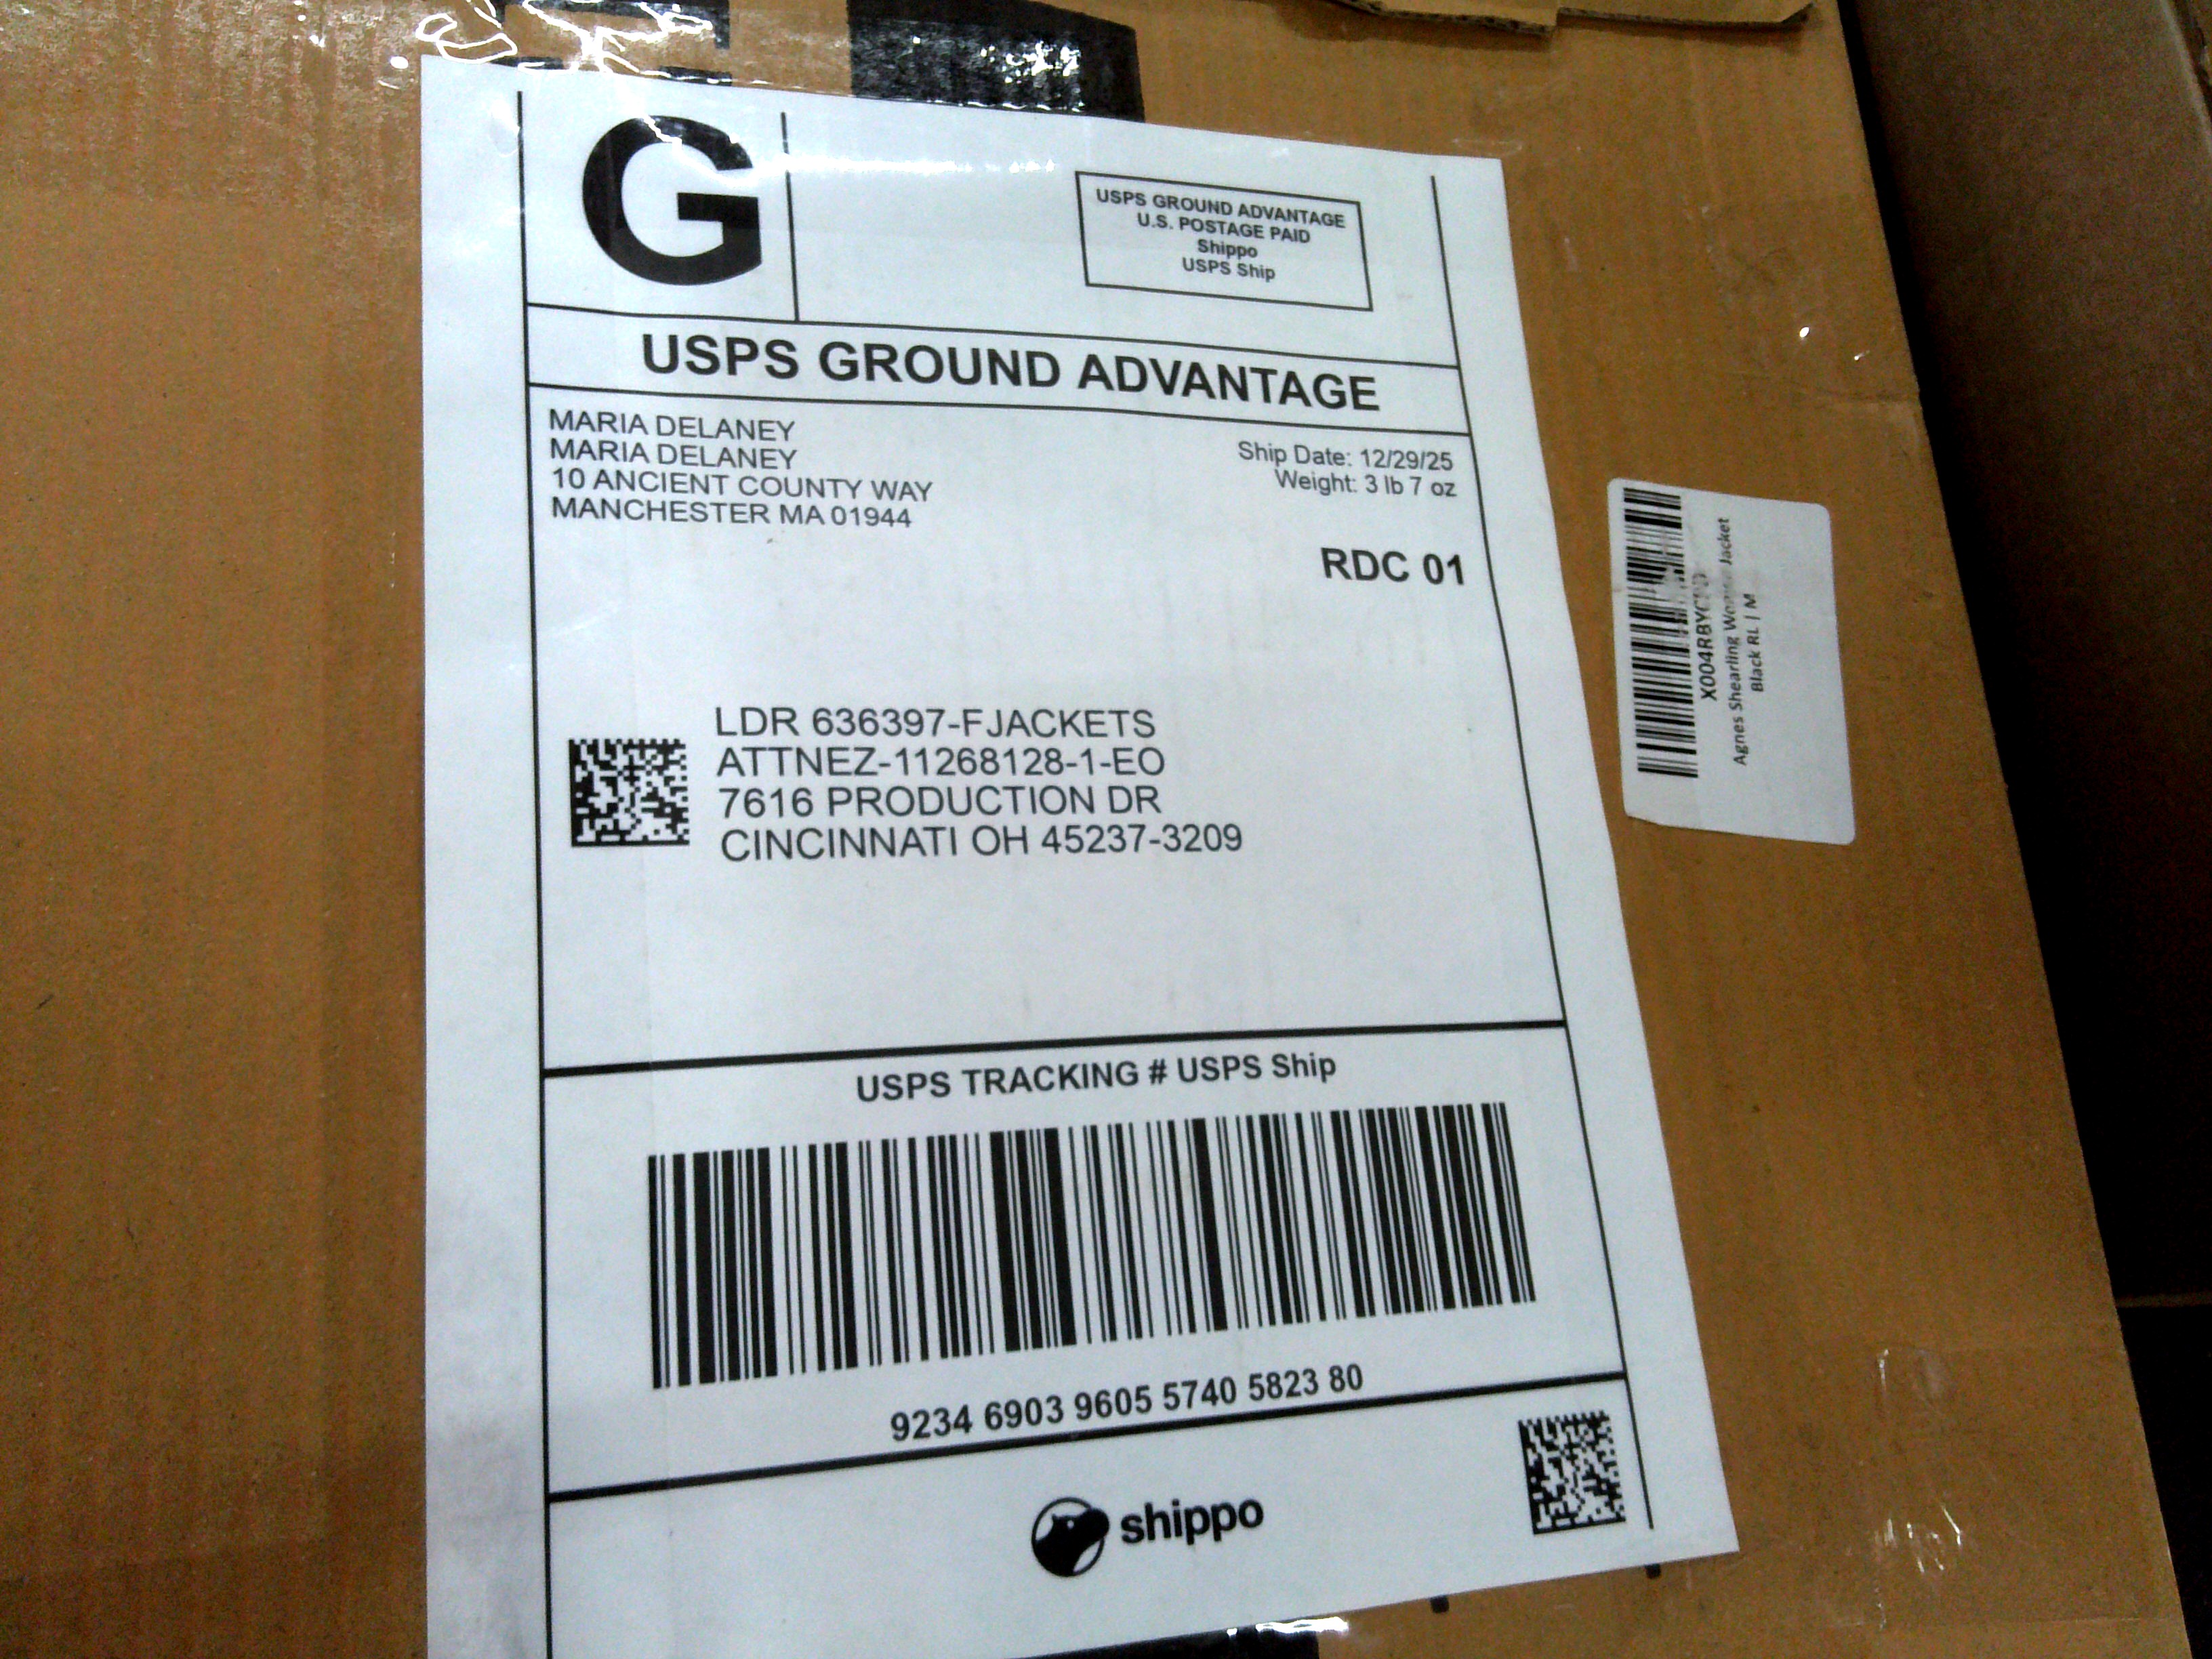 G
USPS GROUND ADVANTAGE
U.S. POSTAGE PAID
Shippo
USPS Ship
USPS GROUND ADVANTAGE
MARIA DELANEY
MARIA DELANEY
10 ANCIENT COUNTY WAY
MANCHESTER MA 01944
Ship Date: 12/29/25
Weight: 3 lb 7 oz
RDC 01
LDR 636397-FJACKETS
ATTNEZ-11268128-1-EO
7616 PRODUCTION DR
CINCINNATI OH 45237-3209
USPS TRACKING # USPS Ship
9234 6903 9605 5740 5823 80
shippo
Agnes Shearling Jacket
Black RL | M